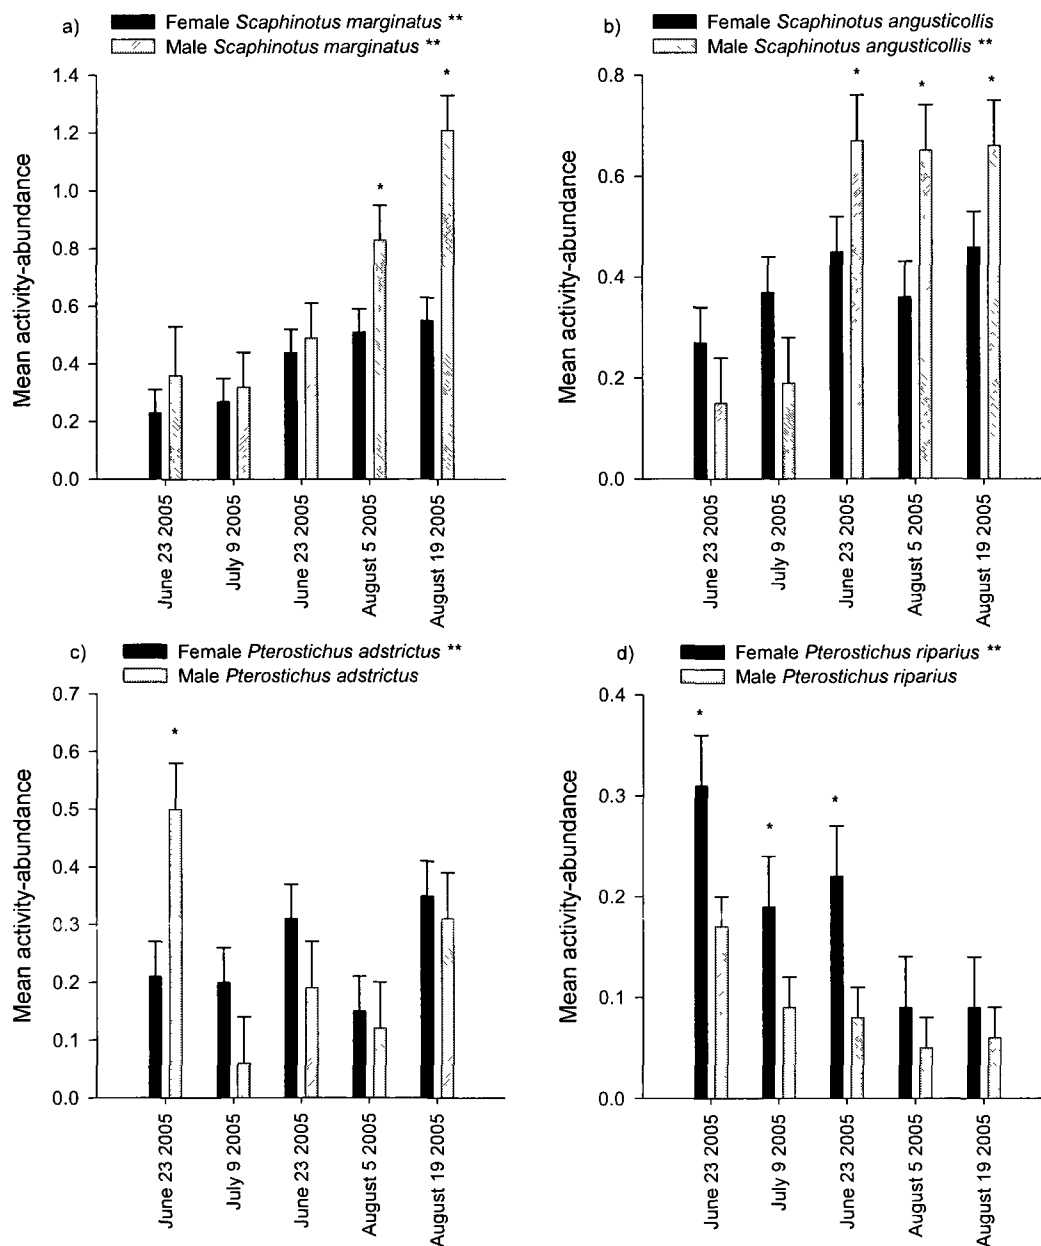 a)
Female Scaphinotus marginatus **
Male Scaphinotus marginatus **
Mean activity-abundance
1.4
1.2
1.0
0.8
0.6
0.4
0.2
0.0
*
*
June 23 2005
July 9 2005
June 23 2005
August 5 2005
August 19 2005
b)
Female Scaphinotus angusticollis
Male Scaphinotus angusticollis **
Mean activity-abundance
0.8
0.6
0.4
0.2
0.0
*
*
*
June 23 2005
July 9 2005
June 23 2005
August 5 2005
August 19 2005
c)
Female Pterostichus adstrictus **
Male Pterostichus adstrictus
Mean activity-abundance
0.7
0.6
0.5
0.4
0.3
0.2
0.1
0.0
*
June 23 2005
July 9 2005
June 23 2005
August 5 2005
August 19 2005
d)
Female Pterostichus riparius **
Male Pterostichus riparius
Mean activity-abundance
0.4
0.3
0.2
0.1
0.0
*
*
*
June 23 2005
July 9 2005
June 23 2005
August 5 2005
August 19 2005